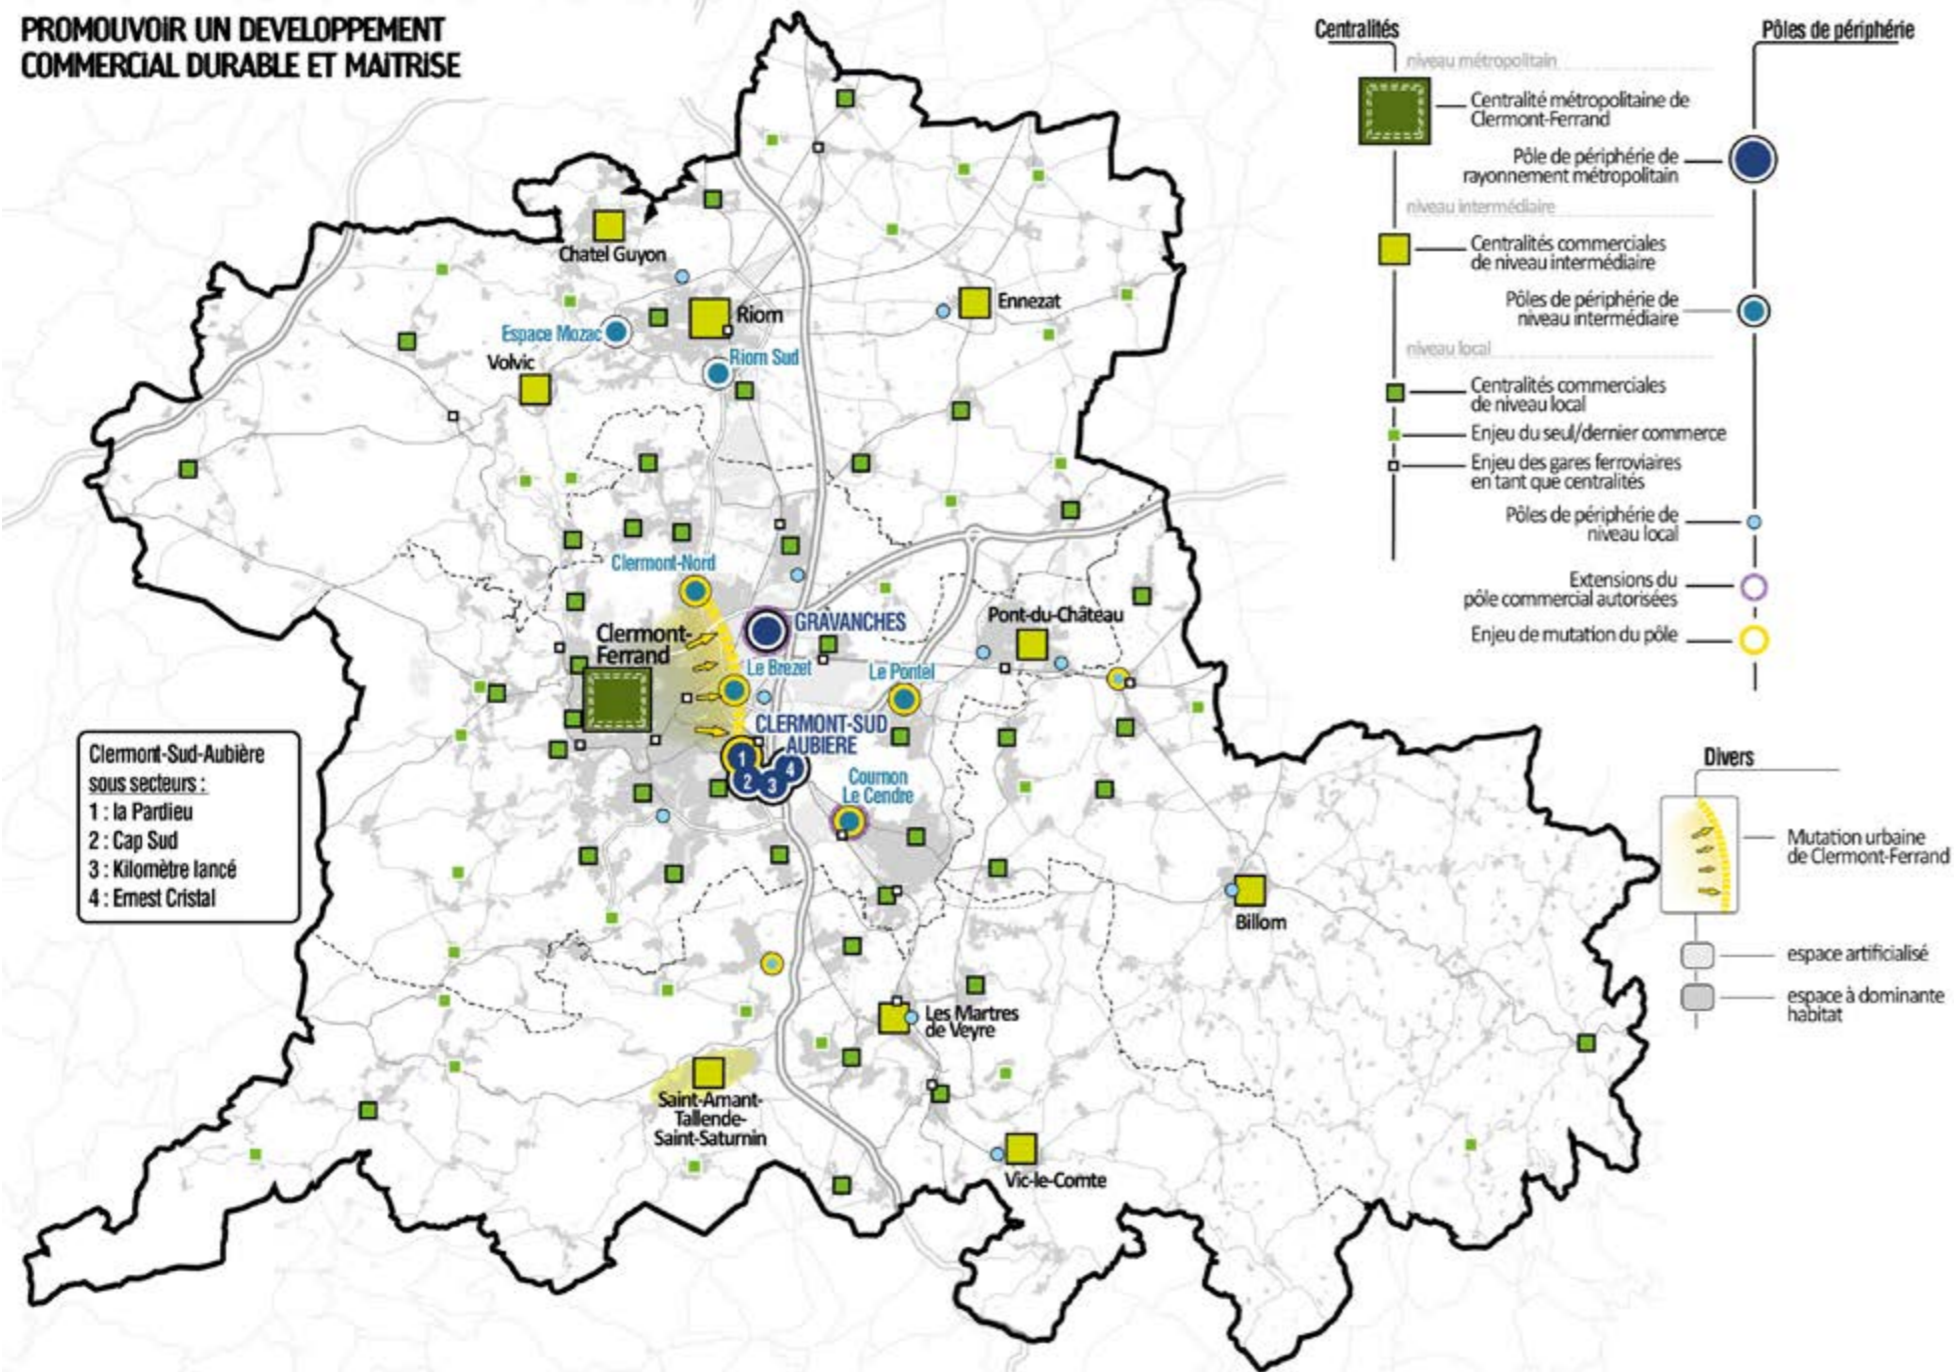 PROMOUVOiR UN DEVELOPPEMENT
COMMERCiAL DURABLE ET MAiTRISE
Centralités
Pôles de périphérie
niveau métropolitain
Centralité métropolitaine de
Clermont-Ferrand
Pôle de périphérie de
rayonnement métropolitain
niveau intermédiaire
Centralités commerciales
de niveau intermédiaire
Pôles de périphérie de
niveau intermédiaire
niveau local
Centralités commerciales
de niveau local
Enjeu du seul/dernier commerce
Enjeu des gares ferroviaires
en tant que centralités
Pôles de périphérie de
niveau local
Extensions du
pôle commercial autorisées
Enjeu de mutation du pôle
Chatel Guyon
Riom
Ennezat
Espace Mozac
Volvic
Riom Sud
Clermont-Nord
GRAVANCHES
Clermont-
Ferrand
Pont-du-Château
Le Brezet
Le Pontel
CLERMONT-SUD
AUBIERE
1
2
3
4
Cournon
Le Cendre
Billom
Les Martres
de Veyre
Saint-Amant-
Tallende-
Saint-Saturnin
Vic-le-Comte
Clermont-Sud-Aubière
sous secteurs :
1 : la Pardieu
2 : Cap Sud
3 : Kilomètre lancé
4 : Ernest Cristal
Divers
Mutation urbaine
de Clermont-Ferrand
espace artificialisé
espace à dominante
habitat